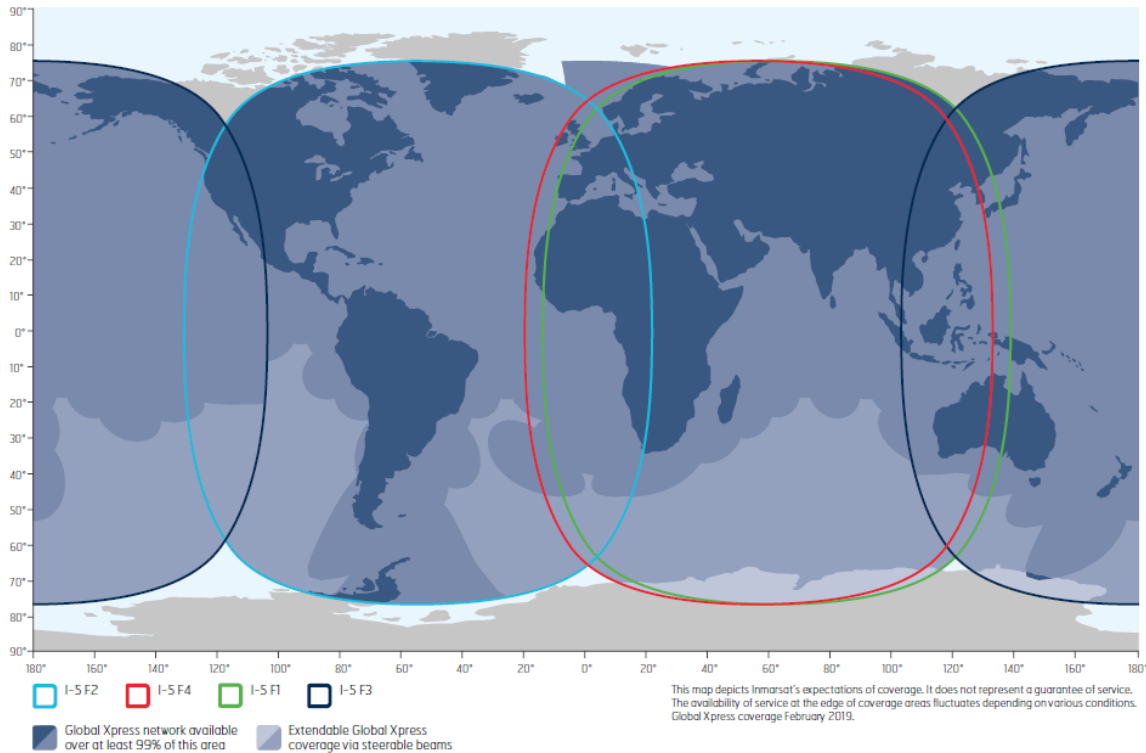 90°
80°
70°
60°
50°
40°
30°
20°
10°
0°
10°
20°
30°
40°
50°
60°
70°
80°
90°
180° 160° 140° 120° 100° 80° 60° 40° 20° 0° 20° 40° 60° 80° 100° 120° 140° 160° 180°
I-5 F2 I-5 F4 I-5 F1 I-5 F3
Global Xpress network available
over at least 99% of this area
Extendable Global Xpress
coverage via steerable beams
This map depicts Inmarsat's expectations of coverage. It does not represent a guarantee of service.
The availability of service at the edge of coverage areas fluctuates depending on various conditions.
Global Xpress coverage February 2019.